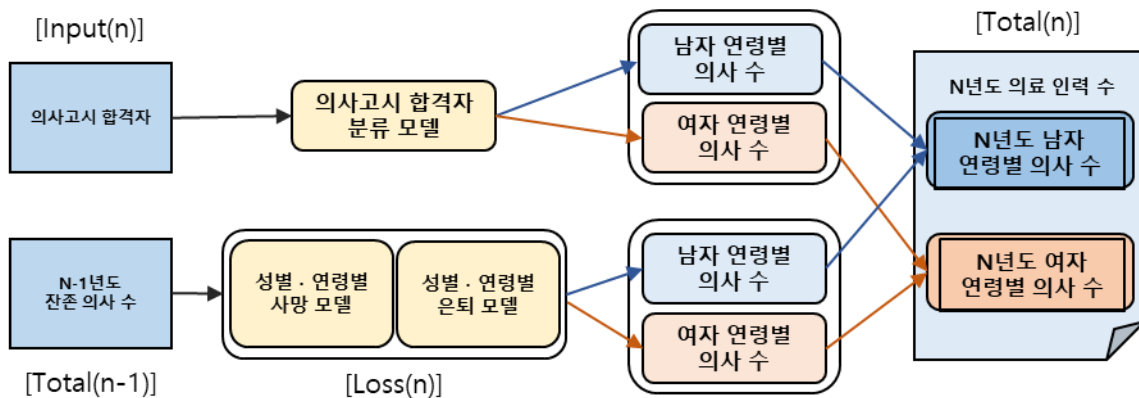 [Input(n)]
의사고시 합격자
의사고시 합격자
분류 모델
남자 연령별
의사 수
여자 연령별
의사 수
[Total(n)]
N년도 의료 인력 수
N년도 남자
연령별 의사 수
N년도 여자
연령별 의사 수
N-1년도
잔존 의사 수
[Total(n-1)]
성별 · 연령별
사망 모델
성별 · 연령별
은퇴 모델
[Loss(n)]
남자 연령별
의사 수
여자 연령별
의사 수